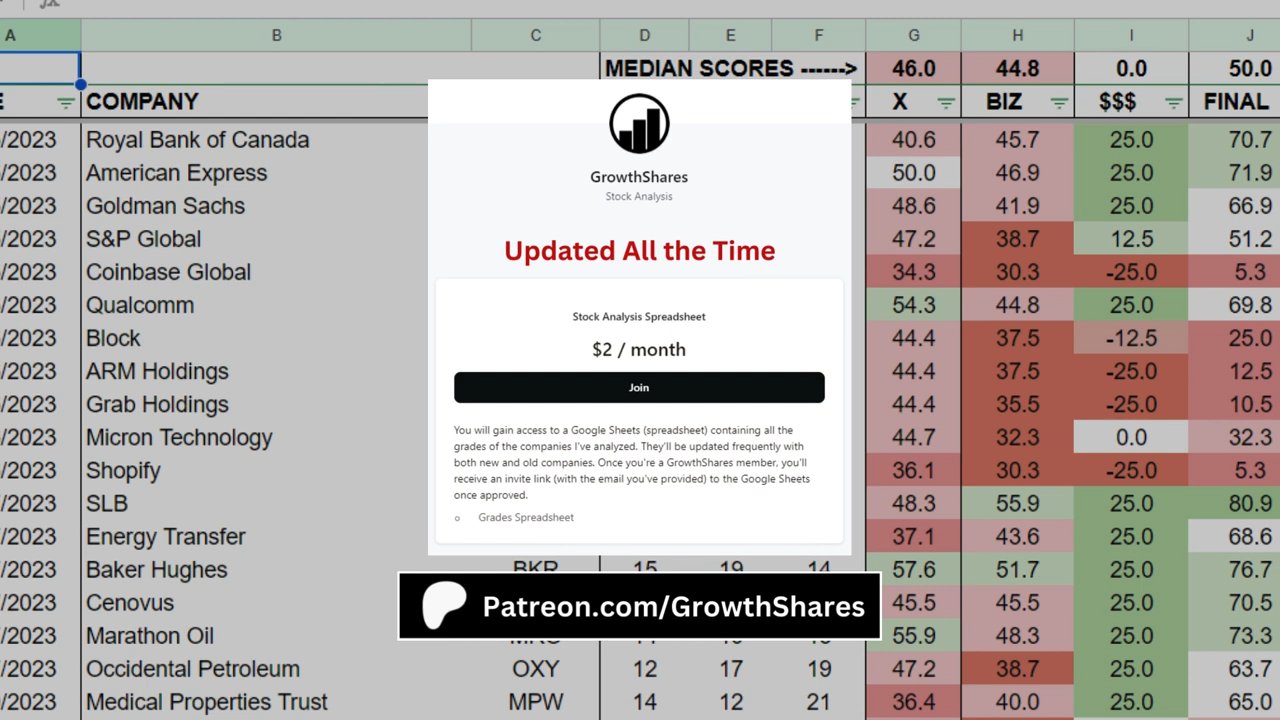 A B C D E F G H I J
MEDIAN SCORES ------> 46.0 44.8 0.0 50.0
COMPANY X BIZ $$$ FINAL
/2023 Royal Bank of Canada 40.6 45.7 25.0 70.7
/2023 American Express 50.0 46.9 25.0 71.9
/2023 Goldman Sachs 48.6 41.9 25.0 66.9
/2023 S&P Global 47.2 38.7 12.5 51.2
/2023 Coinbase Global 34.3 30.3 -25.0 5.3
/2023 Qualcomm 54.3 44.8 25.0 69.8
/2023 Block 44.4 37.5 -12.5 25.0
/2023 ARM Holdings 44.4 37.5 -25.0 12.5
/2023 Grab Holdings 44.4 35.5 -25.0 10.5
/2023 Micron Technology 44.7 32.3 0.0 32.3
/2023 Shopify 36.1 30.3 -25.0 5.3
/2023 SLB 48.3 55.9 25.0 80.9
/2023 Energy Transfer 37.1 43.6 25.0 68.6
/2023 Baker Hughes BKR 15 19 14 57.6 51.7 25.0 76.7
/2023 Cenovus 45.5 45.5 25.0 70.5
/2023 Marathon Oil 55.9 48.3 25.0 73.3
/2023 Occidental Petroleum OXY 12 17 19 47.2 38.7 25.0 63.7
/2023 Medical Properties Trust MPW 14 12 21 36.4 40.0 25.0 65.0
GrowthShares
Stock Analysis
Updated All the Time
Stock Analysis Spreadsheet
$2 / month
Join
You will gain access to a Google Sheets (spreadsheet) containing all the
grades of the companies I've analyzed. They'll be updated frequently with
both new and old companies. Once you're a GrowthShares member, you'll
receive an invite link (with the email you've provided) to the Google Sheets
once approved.
Grades Spreadsheet
Patreon.com/GrowthShares